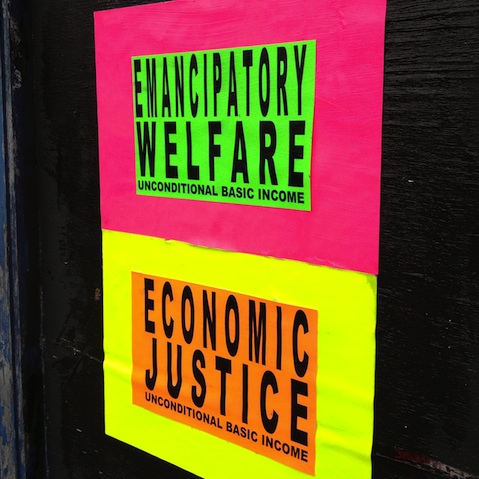 EMANCIPATORY
WELFARE
UNCONDITIONAL BASIC INCOME
ECONOMIC
JUSTICE
UNCONDITIONAL BASIC INCOME